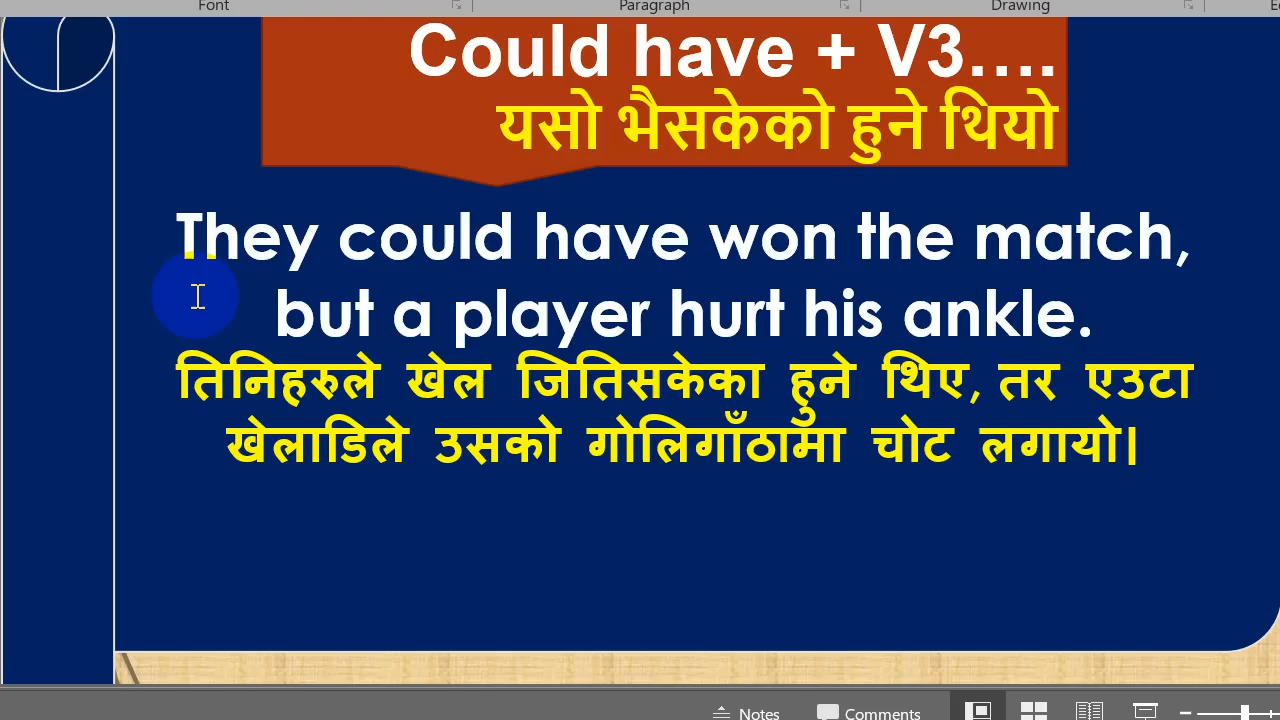 Font Paragraph Drawing
Could have + V3....
यसो भैसकेको हुने थियो
They could have won the match,
but a player hurt his ankle.
तिनिहरुले खेल जितिसकेका हुने थिए, तर एउटा
खेलाडिले उसको गोलिगाँठामा चोट लगायो।
Notes Comments